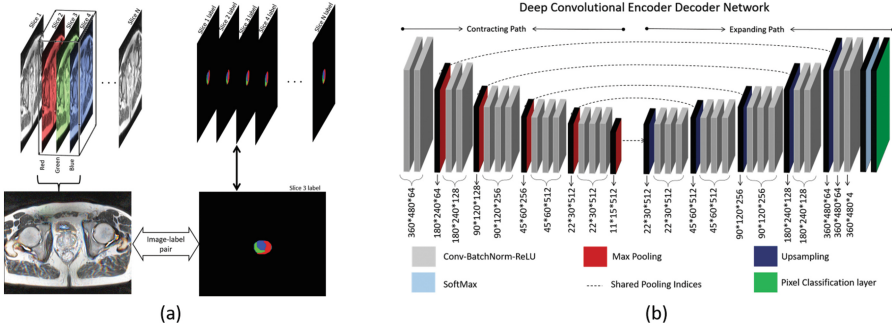 Slice 1
Slice 2
Slice 3
Slice 4
Slice N
Red
Green
Blue
Slice 1 label
Slice 2 label
Slice 3 label
Slice 4 label
Slice N label
Slice 3 label
Image-label
pair
(a)
Deep Convolutional Encoder Decoder Network
Contracting Path
Expanding Path
360*480*64
180*240*64
180*240*128
90*120*128
90*120*256
45*60*256
45*60*512
22*30*512
22*30*512
11*15*512
22*30*512
22*30*512
45*60*512
45*60*512
90*120*256
90*120*256
180*240*128
180*240*128
360*480*64
360*480*64
360*480*4
Conv-BatchNorm-ReLU
Max Pooling
Upsampling
SoftMax
Shared Pooling Indices
Pixel Classification layer
(b)